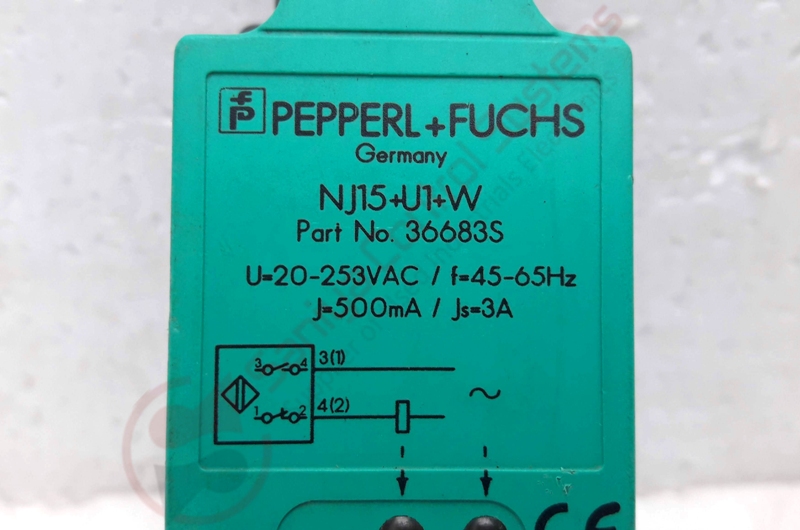 PEPPERL+FUCHS
Germany
NJ15+U1+W
Part No. 36683S
U=20-253VAC / f=45-65Hz
J=500mA / Js=3A
3 4 3(1)
1 2 4(2)
CE